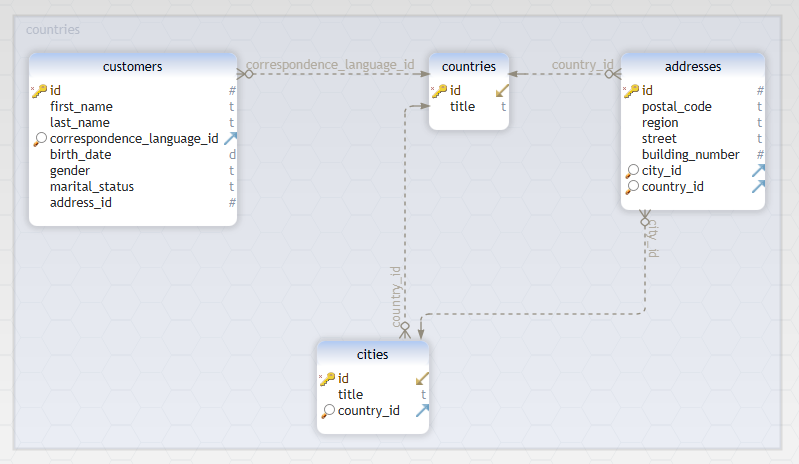 countries
customers
id #
first_name t
last_name t
correspondence_language_id
birth_date d
gender t
marital_status t
address_id #
correspondence_language_id
countries
id
title t
country_id
addresses
id #
postal_code t
region t
street t
building_number #
city_id
country_id
city_id
country_id
cities
id
title t
country_id